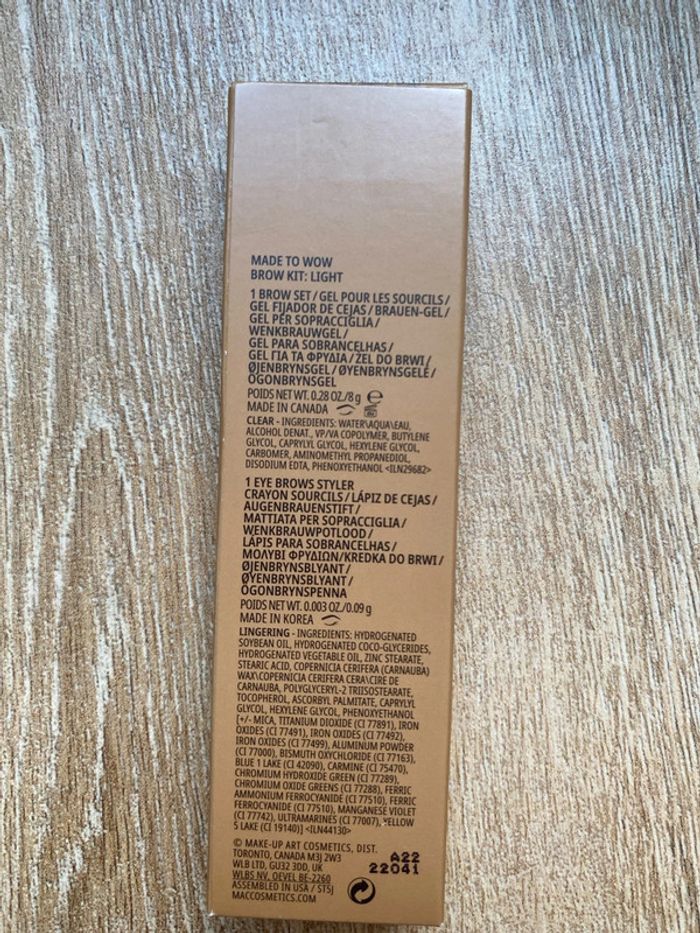 MADE TO WOW
BROW KIT: LIGHT
1 BROW SET / GEL POUR LES SOURCILS /
GEL FIJADOR DE CEJAS / BRAUEN-GEL /
GEL PER SOPRACCIGLIA /
WENKBRAUWGEL /
GEL PARA SOBRANCELHAS /
GEL ΓΙΑ ΤΑ ΦΡΥΔΙΑ / ŻEL DO BRWI /
ØJENBRYNSGEL / ØYENBRYNSGELÉ /
ÖGONBRYNSGEL
POIDS NET WT. 0.28 OZ./8 g ℮
MADE IN CANADA
CLEAR - INGREDIENTS: WATER\AQUA\EAU,
ALCOHOL DENAT., VP/VA COPOLYMER, BUTYLENE
GLYCOL, CAPRYLYL GLYCOL, HEXYLENE GLYCOL,
CARBOMER, AMINOMETHYL PROPANEDIOL,
DISODIUM EDTA, PHENOXYETHANOL <ILN29682>
1 EYE BROWS STYLER
CRAYON SOURCILS / LÁPIZ DE CEJAS /
AUGENBRAUENSTIFT /
MATTIATA PER SOPRACCIGLIA /
WENKBRAUWPOTLOOD /
LÁPIS PARA SOBRANCELHAS /
ΜΟΛΥΒΙ ΦΡΥΔΙΩΝ/KREDKA DO BRWI /
ØJENBRYNSBLYANT /
ØYENBRYNSBLYANT /
ÖGONBRYNSPENNA
POIDS NET WT. 0.003 OZ./0.09 g
MADE IN KOREA
LINGERING - INGREDIENTS: HYDROGENATED
SOYBEAN OIL, HYDROGENATED COCO-GLYCERIDES,
HYDROGENATED VEGETABLE OIL, ZINC STEARATE,
STEARIC ACID, COPERNICIA CERIFERA (CARNAUBA)
WAX\COPERNICIA CERIFERA CERA\CIRE DE
CARNAUBA, POLYGLYCERYL-2 TRIISOSTEARATE,
TOCOPHEROL, ASCORBYL PALMITATE, CAPRYLYL
GLYCOL, HEXYLENE GLYCOL, PHENOXYETHANOL
[+/- MICA, TITANIUM DIOXIDE (CI 77891), IRON
OXIDES (CI 77491), IRON OXIDES (CI 77492),
IRON OXIDES (CI 77499), ALUMINUM POWDER
(CI 77000), BISMUTH OXYCHLORIDE (CI 77163),
BLUE 1 LAKE (CI 42090), CARMINE (CI 75470),
CHROMIUM HYDROXIDE GREEN (CI 77289),
CHROMIUM OXIDE GREENS (CI 77288), FERRIC
AMMONIUM FERROCYANIDE (CI 77510), FERRIC
FERROCYANIDE (CI 77510), MANGANESE VIOLET
(CI 77742), ULTRAMARINES (CI 77007), YELLOW
5 LAKE (CI 19140)] <ILN44130>
© MAKE-UP ART COSMETICS, DIST.
TORONTO, CANADA M3J 2W3
WLB LTD, GU32 3DD, UK
WLBS NV, OEVEL BE-2260
ASSEMBLED IN USA / STSJ
MACCOSMETICS.COM
A22
22041